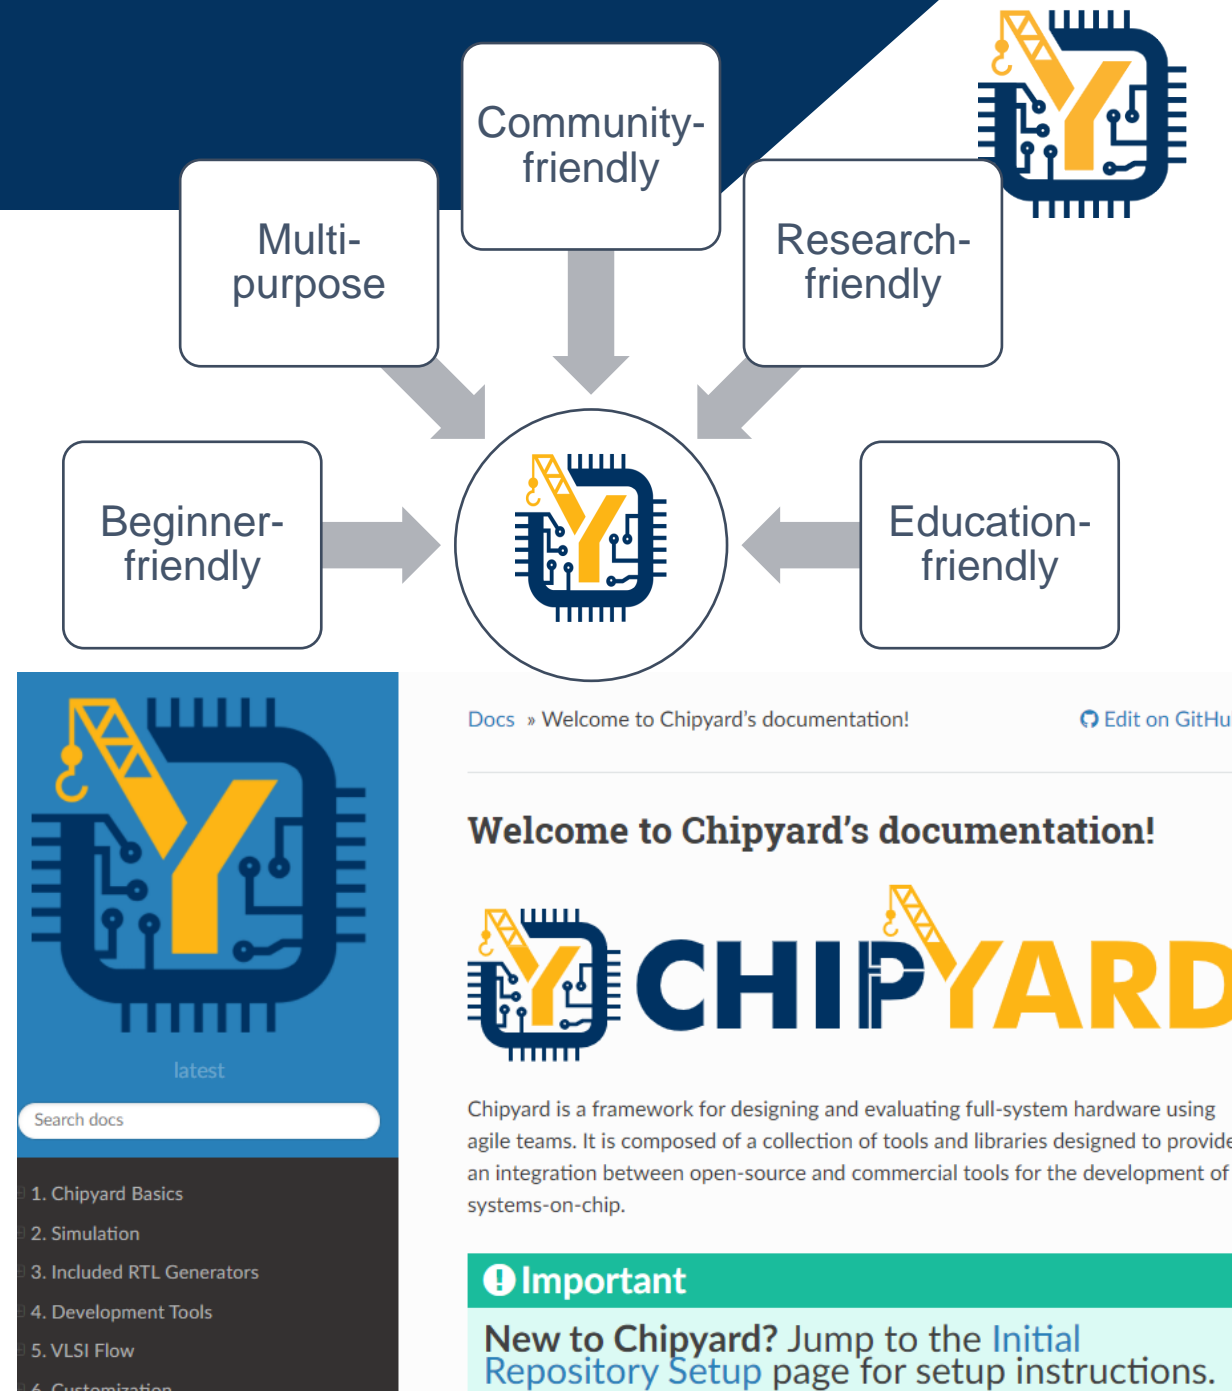 Community-
friendly
Multi-
purpose
Research-
friendly
Beginner-
friendly
Education-
friendly
latest
Search docs
1. Chipyard Basics
2. Simulation
3. Included RTL Generators
4. Development Tools
5. VLSI Flow
6. Customization
Docs » Welcome to Chipyard's documentation!
Edit on GitHu
Welcome to Chipyard's documentation!
CHIPYARD
Chipyard is a framework for designing and evaluating full-system hardware using
agile teams. It is composed of a collection of tools and libraries designed to provide
an integration between open-source and commercial tools for the development of
systems-on-chip.
Important
New to Chipyard? Jump to the Initial
Repository Setup page for setup instructions.